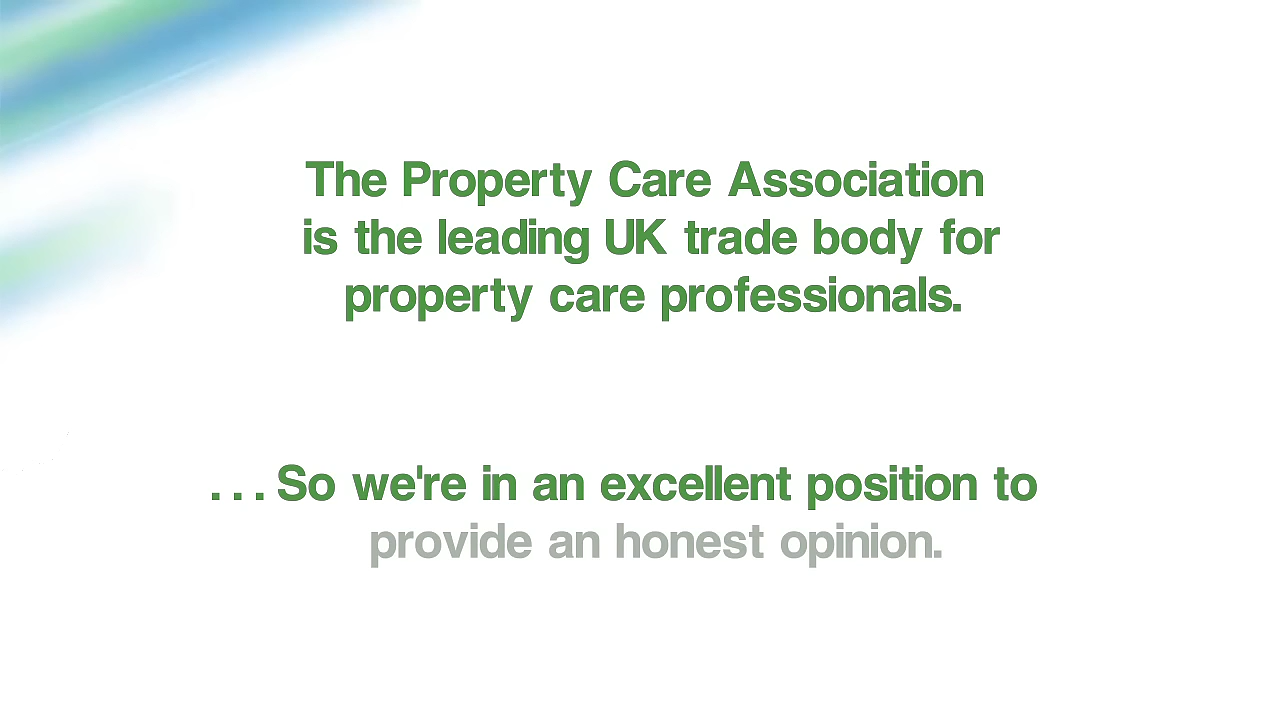 The Property Care Association
is the leading UK trade body for
property care professionals.
...So we're in an excellent position to
provide an honest opinion.